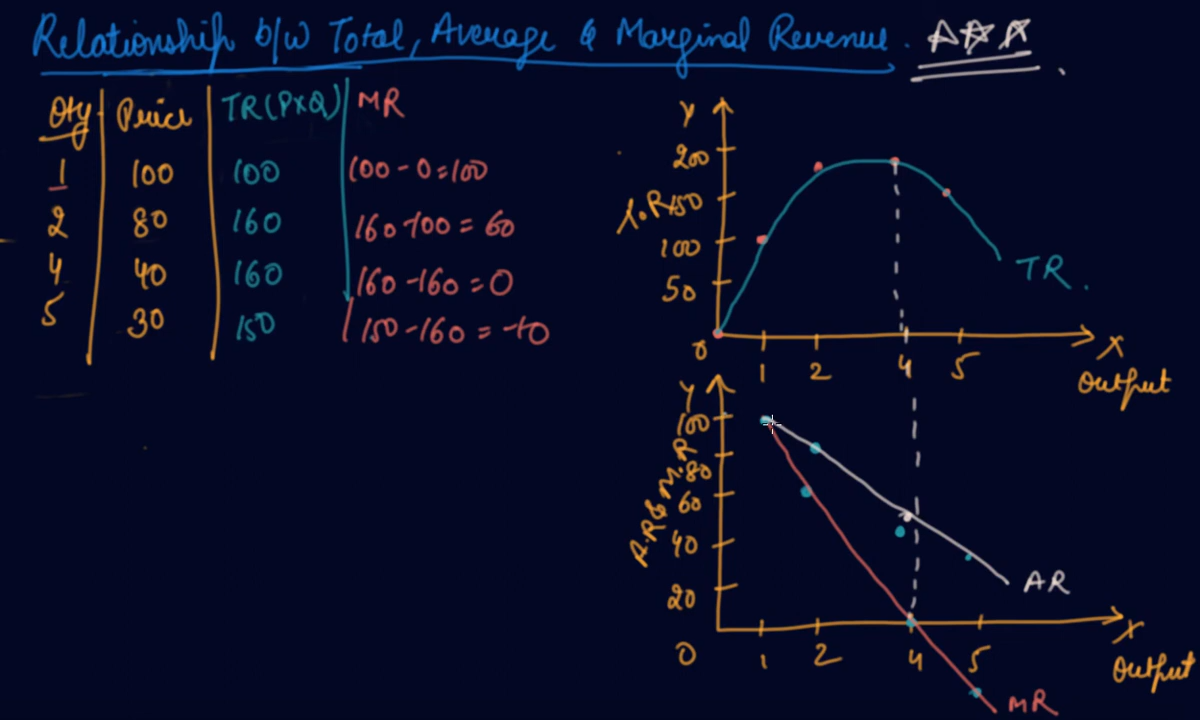 Relationship b/w Total, Average & Marginal Revenue.
Qty Price TR(PXQ) MR
1 100 100 100 - 0 = 100
2 80 160 160 - 100 = 60
4 40 160 160 - 160 = 0
5 30 150 150 - 160 = -10
Y
200
T.R 150
100
50
TR.
0 1 2 4 5 X
Output
Y
100
80
60
40
20
A.R & M.R
AR
0 1 2 4 5 X
Output
MR